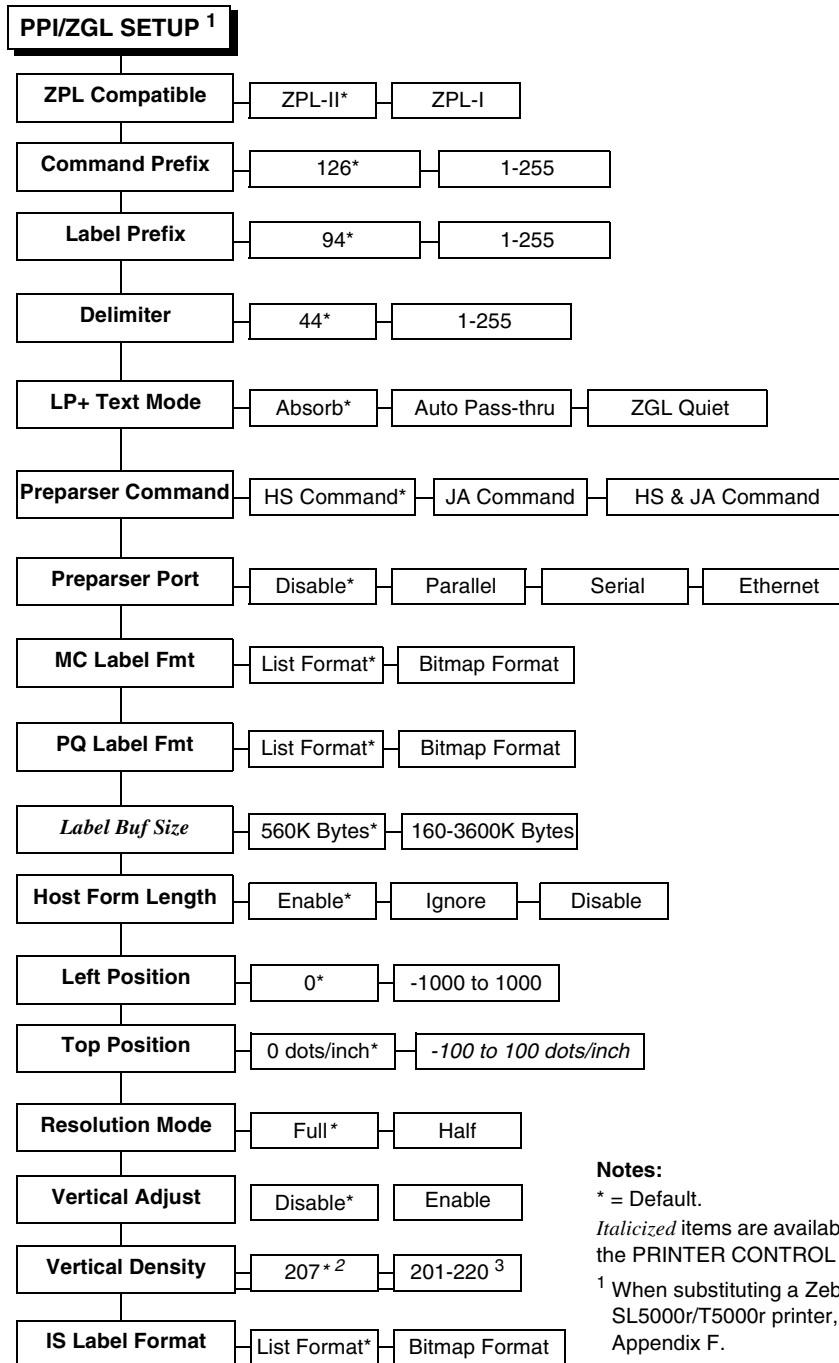 PPI/ZGL SETUP 1
ZPL Compatible ZPL-II* ZPL-I
Command Prefix 126* 1-255
Label Prefix 94* 1-255
Delimiter 44* 1-255
LP+ Text Mode Absorb* Auto Pass-thru ZGL Quiet
Preparser Command HS Command* JA Command HS & JA Command
Preparser Port Disable* Parallel Serial Ethernet
MC Label Fmt List Format* Bitmap Format
PQ Label Fmt List Format* Bitmap Format
Label Buf Size 560K Bytes* 160-3600K Bytes
Host Form Length Enable* Ignore Disable
Left Position 0* -1000 to 1000
Top Position 0 dots/inch* -100 to 100 dots/inch
Resolution Mode Full* Half
Vertical Adjust Disable* Enable
Vertical Density 207* 2 201-220 3
IS Label Format List Format* Bitmap Format
Notes:
* = Default.
Italicized items are
the PRINTER CONTROL
1 When substituting a
SL5000r/T5000r printer,
Appendix F.